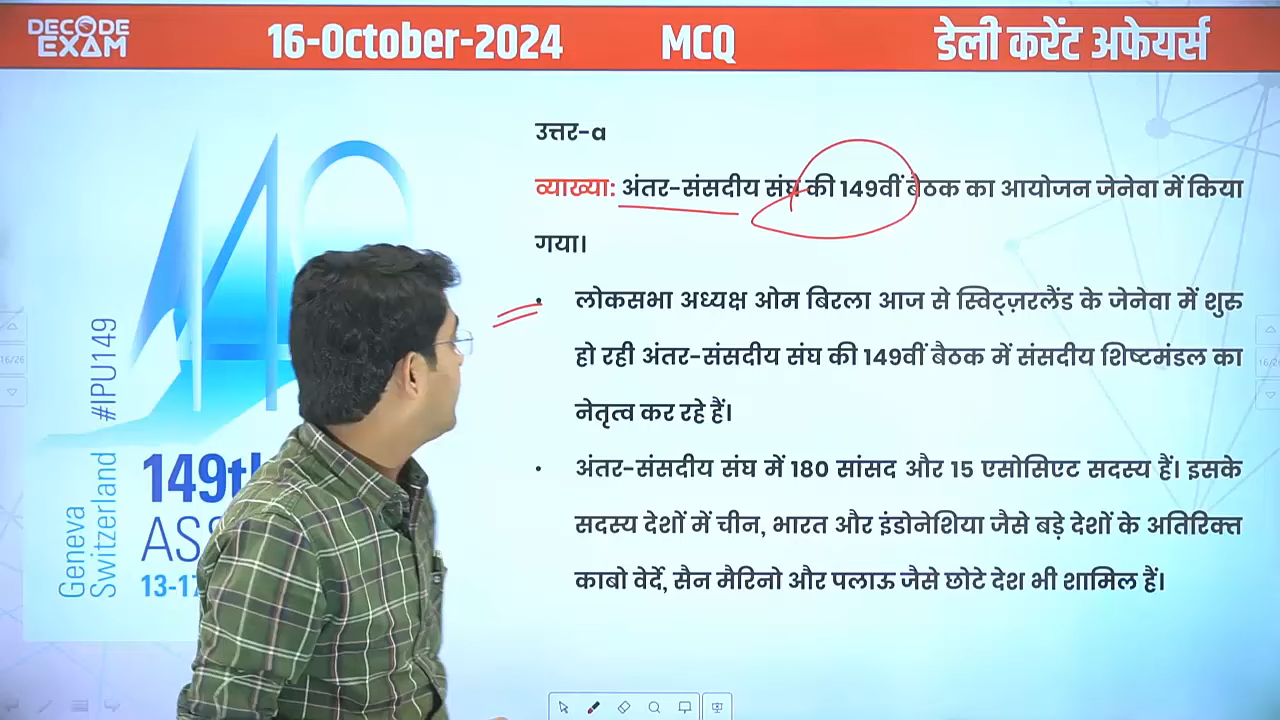 DECODE
EXAM
16-October-2024
MCQ
डेली करेंट अफेयर्स
उत्तर-a
व्याख्या: अंतर-संसदीय संघ की 149वीं बैठक का आयोजन जेनेवा में किया
गया।
• लोकसभा अध्यक्ष ओम बिरला आज से स्विट्ज़रलैंड के जेनेवा में शुरु
हो रही अंतर-संसदीय संघ की 149वीं बैठक में संसदीय शिष्टमंडल का
नेतृत्व कर रहे हैं।
• अंतर-संसदीय संघ में 180 सांसद और 15 एसोसिएट सदस्य हैं। इसके
सदस्य देशों में चीन, भारत और इंडोनेशिया जैसे बड़े देशों के अतिरिक्त
काबो वेर्दे, सैन मैरिनो और पलाऊ जैसे छोटे देश भी शामिल हैं।
149
#IPU149
Geneva
Switzerland
149t
AS
13-17
16/26